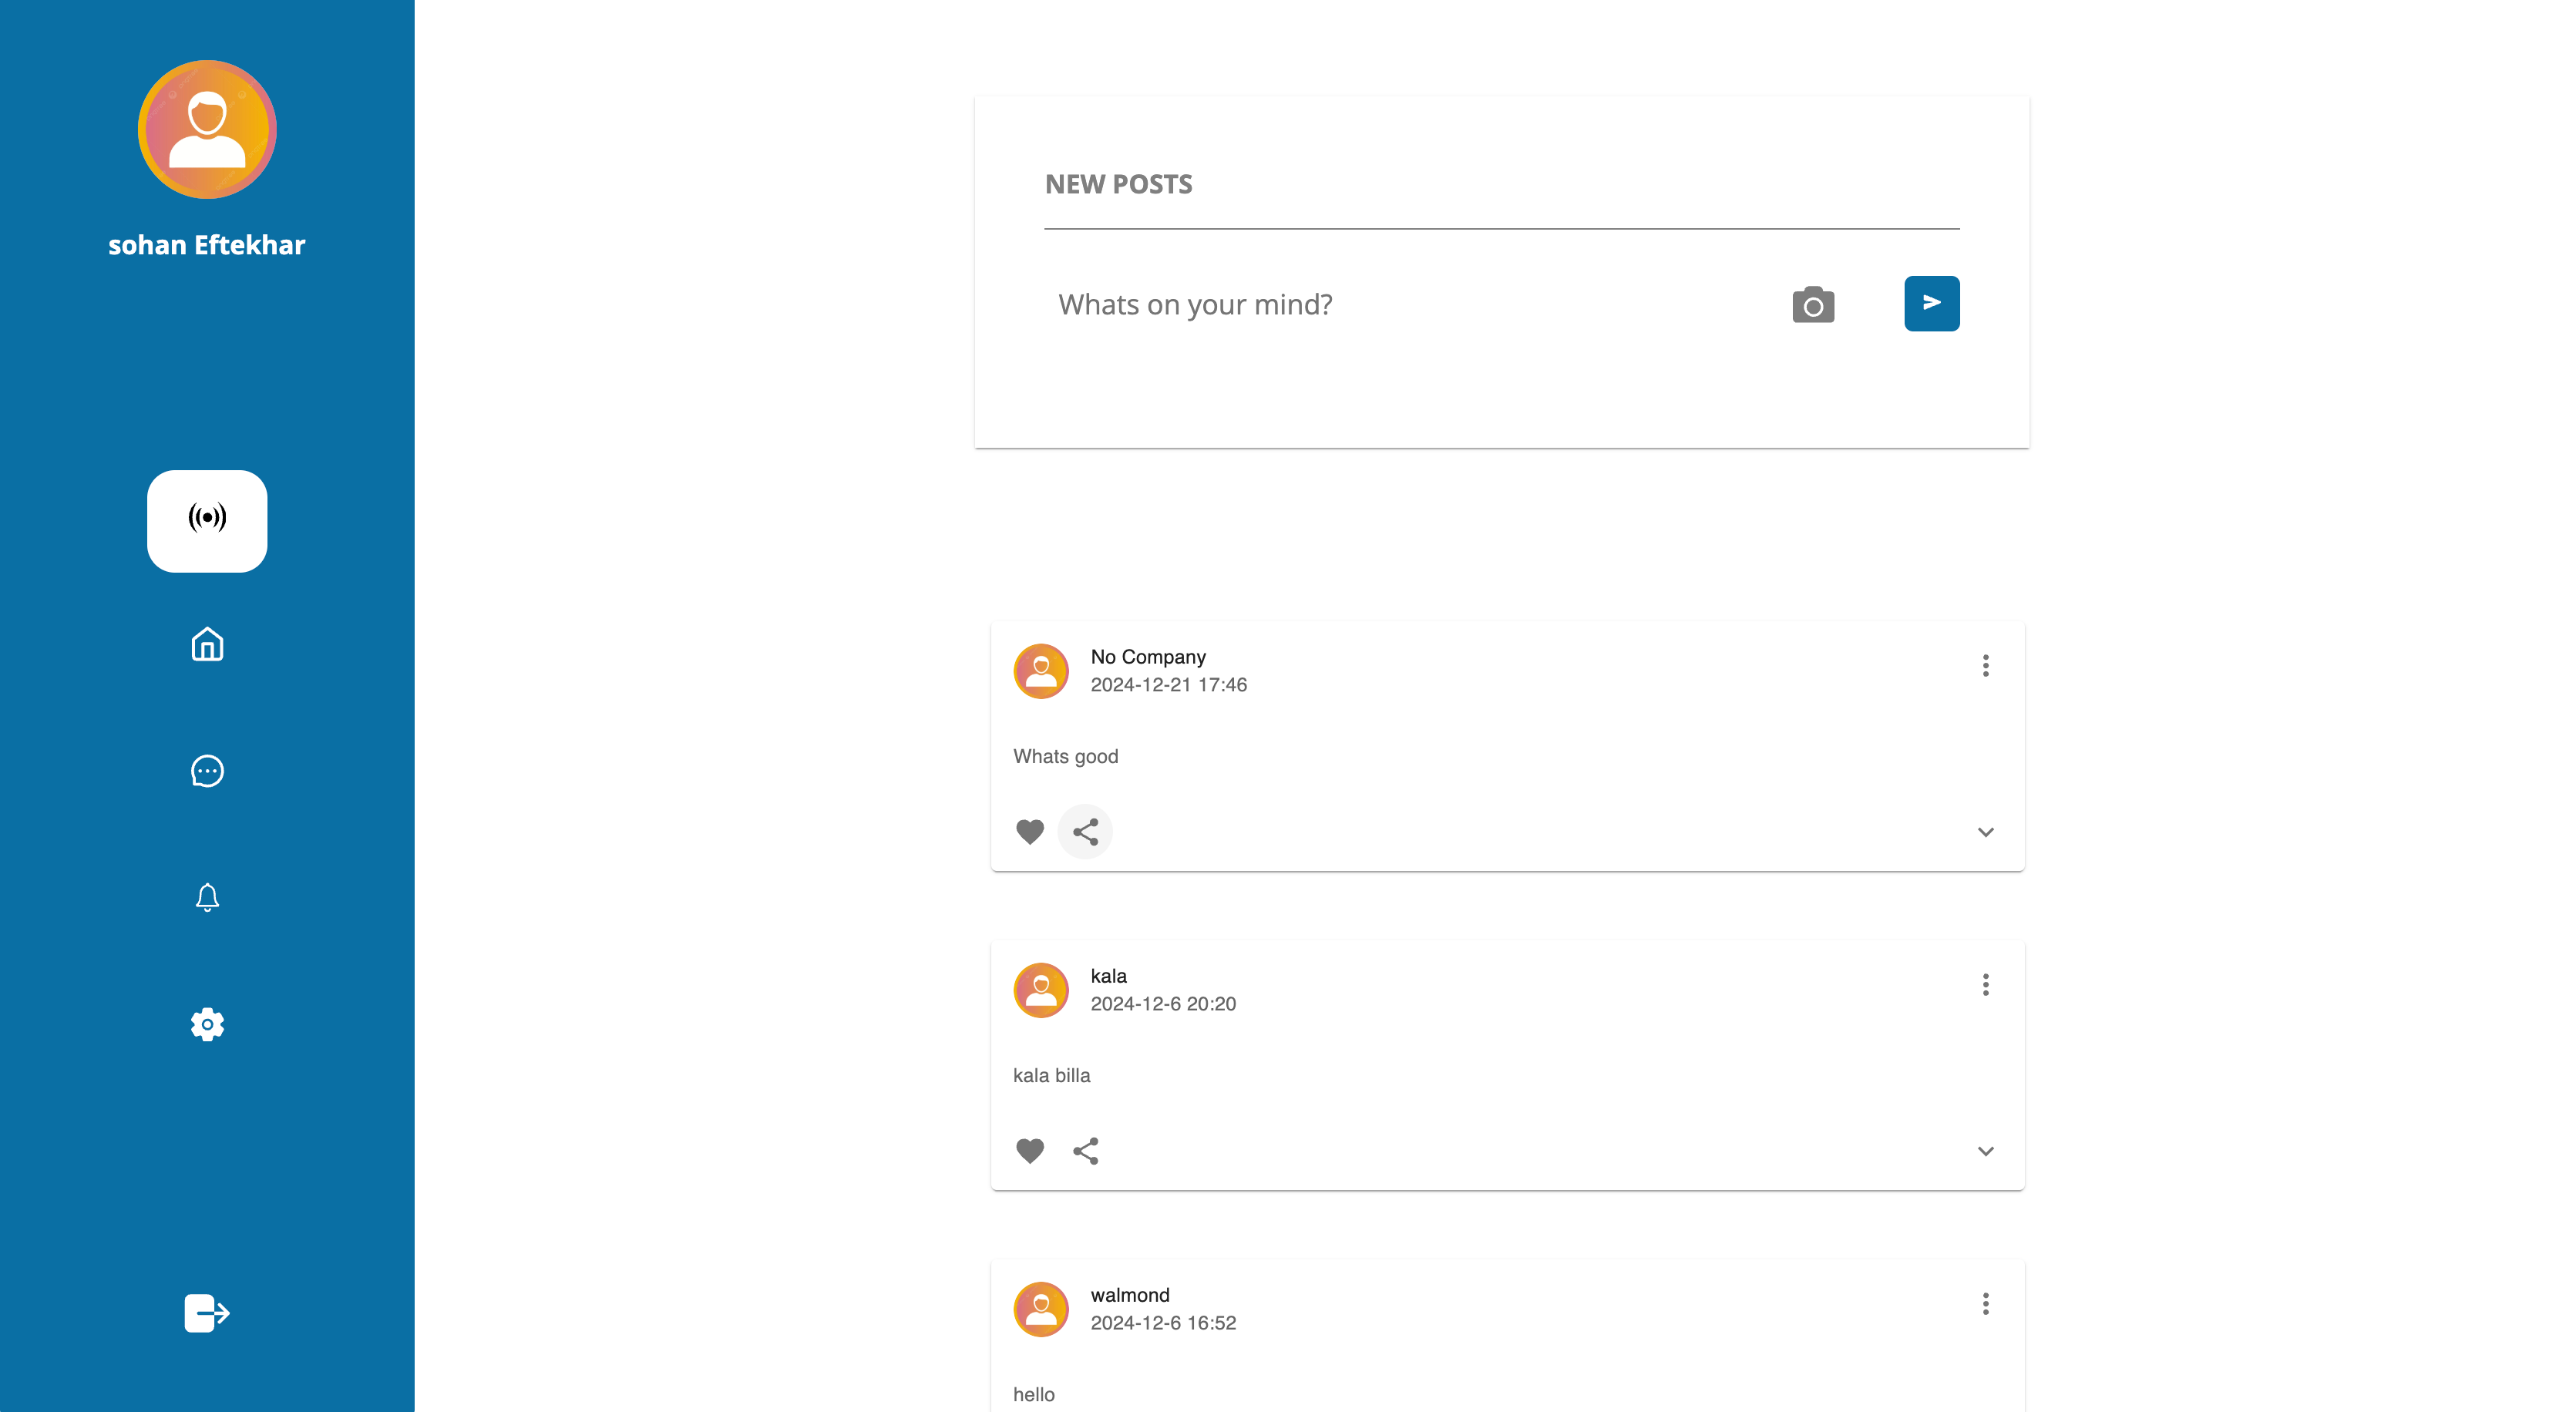 sohan Eftekhar
NEW POSTS
Whats on your mind?
No Company
2024-12-21 17:46
Whats good
kala
2024-12-6 20:20
kala billa
walmond
2024-12-6 16:52
hello